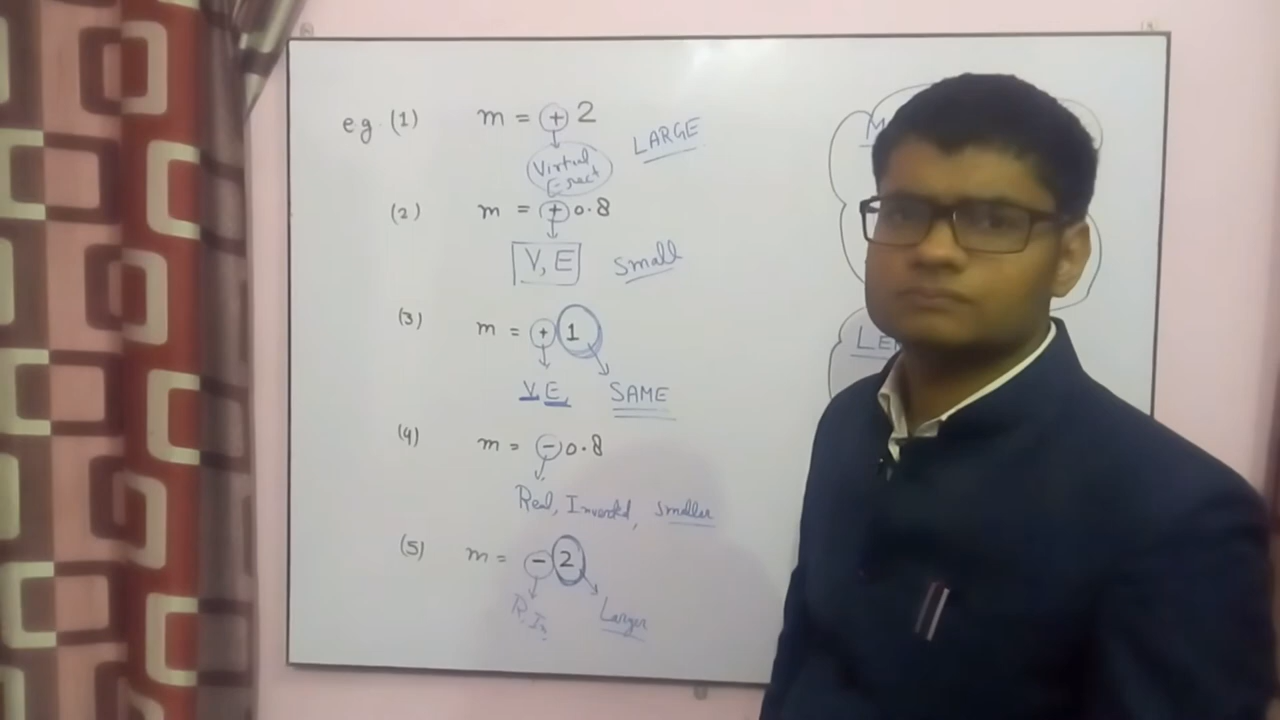 e.g. (1) m = + 2
Virtual
Erect
LARGE
(2) m = + 0.8
V, E
Small
(3) m = + 1
V E
SAME
(4) m = - 0.8
Real, Inverted, smaller
(5) m = - 2
R, I,
Larger